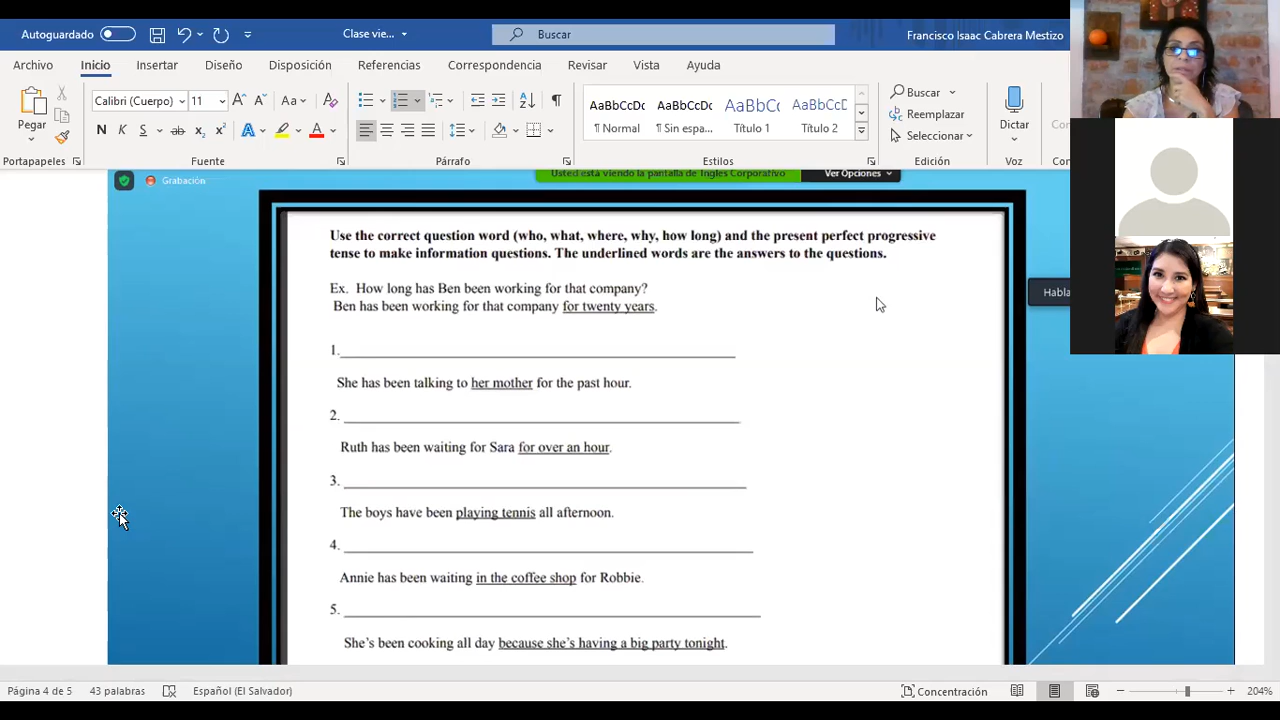 Autoguardado
Clase vie...
Buscar
Francisco Isaac Cabrera Mestizo
Archivo Inicio Insertar Diseño Disposición Referencias Correspondencia Revisar Vista Ayuda
Pegar
Calibri (Cuerpo) 11
Aa
N K S ab x₂ x² A A
AaBbCcDc AaBbCcDc AaBbCc AaBbCcD
¶ Normal ¶ Sin espa... Título 1 Título 2
Buscar
Reemplazar
Seleccionar
Dictar
Portapapeles Fuente Párrafo Estilos Edición Voz
Grabación
Usted está viendo la pantalla de Ingles Corporativo
Ver Opciones
Use the correct question word (who, what, where, why, how long) and the present perfect progressive
tense to make information questions. The underlined words are the answers to the questions.
Ex. How long has Ben been working for that company?
Ben has been working for that company for twenty years.
1.
She has been talking to her mother for the past hour.
2.
Ruth has been waiting for Sara for over an hour.
3.
The boys have been playing tennis all afternoon.
4.
Annie has been waiting in the coffee shop for Robbie.
5.
She's been cooking all day because she's having a big party tonight.
Página 4 de 5 43 palabras Español (El Salvador) Concentración 204%